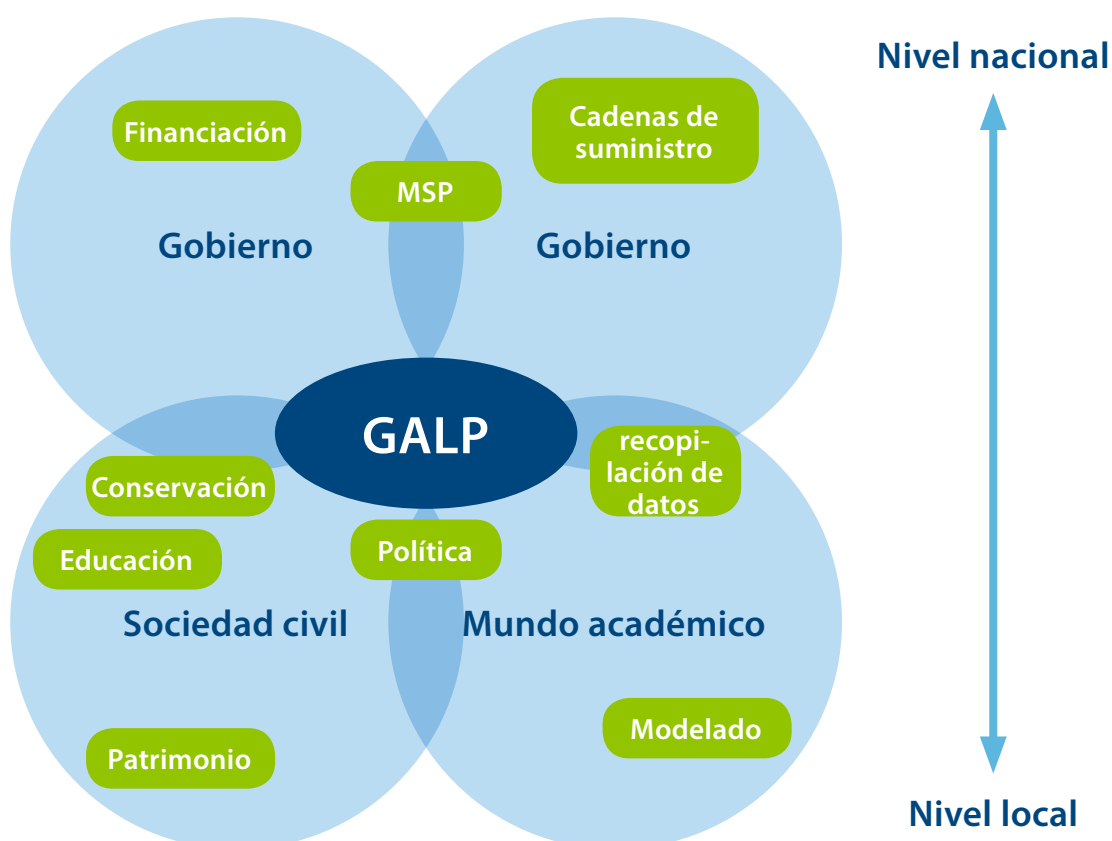 Nivel nacional
Financiación
Cadenas de
suministro
MSP
Gobierno
Gobierno
GALP
recopi-
lación de
datos
Conservación
Educación
Política
Sociedad civil
Mundo académico
Modelado
Patrimonio
Nivel local